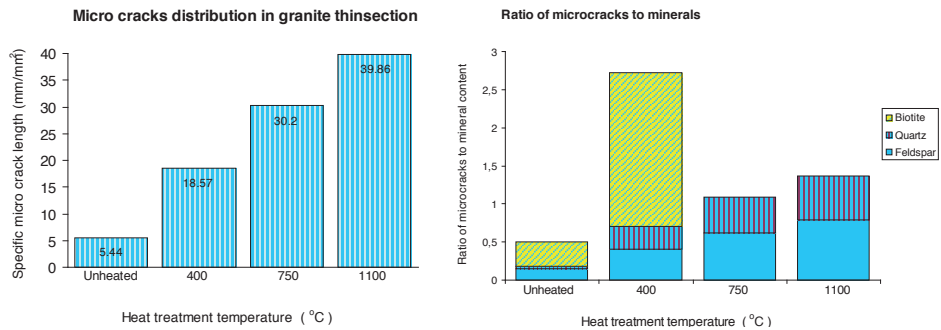 Micro cracks distribution in granite thinsection
Specific micro crack length (mm/mm²)
40
35
30
25
20
15
10
5
0
5.44
18.57
30.2
39.86
Unheated 400 750 1100
Heat treatment temperature ( °C)
Ratio of microcracks to minerals
Ratio of microcracks to mineral content
3
2,5
2
1,5
1
0,5
0
Biotite
Quartz
Feldspar
Unheated 400 750 1100
Heat treatment temperature ( °C)